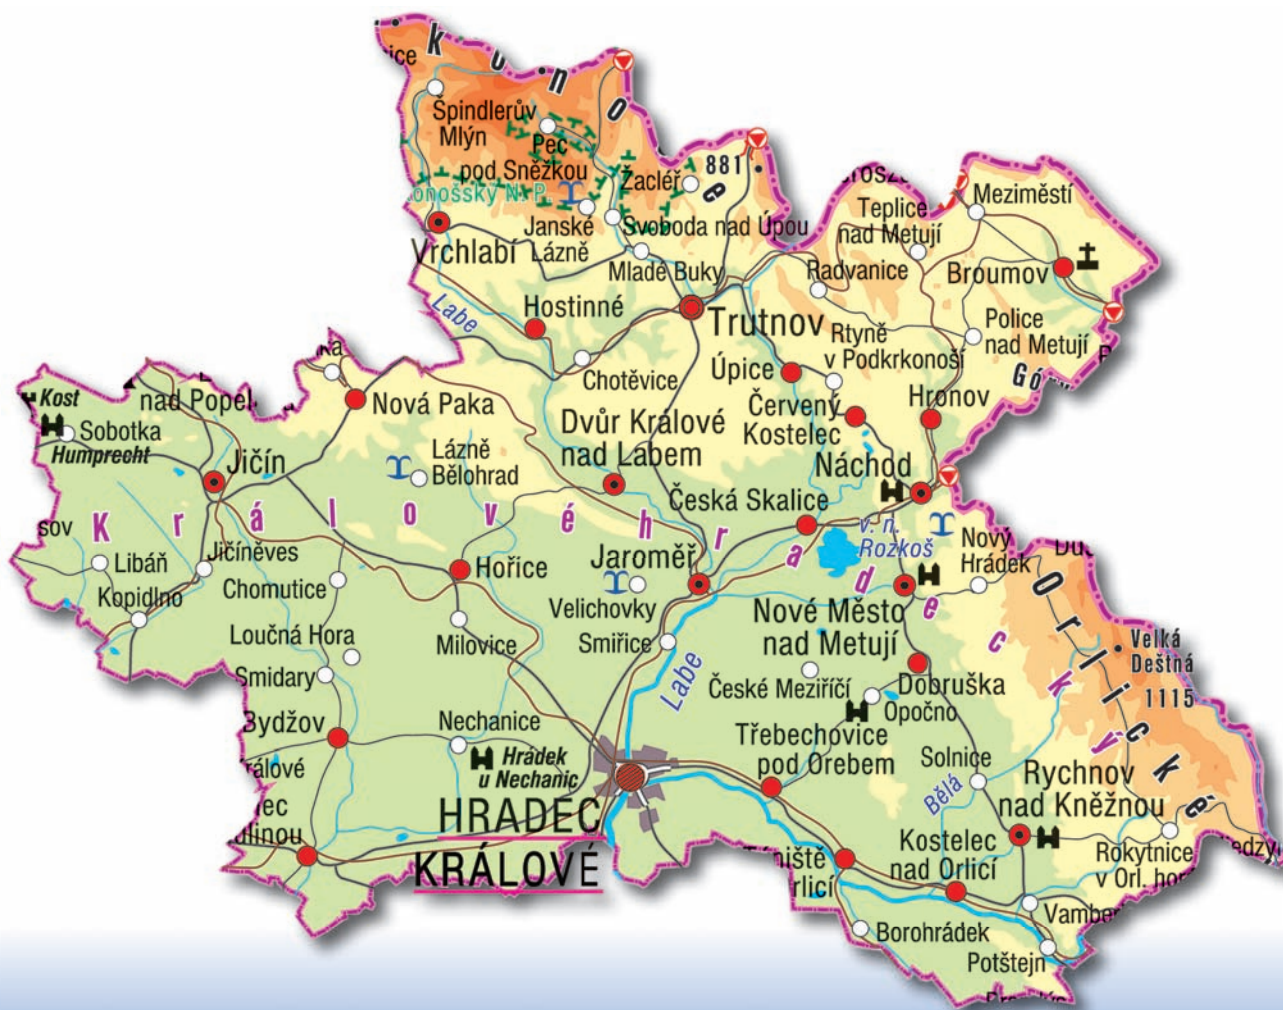 Špindlerův
Mlýn
Pec
pod Sněžkou
881
Žacléř
Meziměstí
Teplice
nad Metují
Janské
Lázně
Svoboda nad Úpou
Vrchlabí
Mladé Buky
Radvanice
Broumov
Labe
Hostinné
Trutnov
Rtyně
v Podkrkonoší
Police
nad Metují
Chotěvice
Úpice
Kost
nad Popel
Nová Paka
Dvůr Králové
nad Labem
Červený
Kostelec
Hronov
Sobotka
Humprecht
Jičín
Lázně
Bělohrad
Náchod
Česká Skalice
Královéhradecký
v. n.
Rozkoš
Nový
Hrádek
Libáň
Jičíněves
Hořice
Jaroměř
Kopidlno
Chomutice
Velichovky
Nové Město
nad Metují
Orlické
Loučná Hora
Milovice
Smiřice
Labe
Velká
Deštná
1115
Smidary
České Meziříčí
Dobruška
Opočno
Bydžov
Nechanice
Hrádek
u Nechanic
Třebechovice
pod Orebem
Solnice
Bělá
Rychnov
nad Kněžnou
HRADEC
KRÁLOVÉ
Kostelec
nad Orlicí
Rokytnice
v Orl. hor
Borohrádek
Potštejn